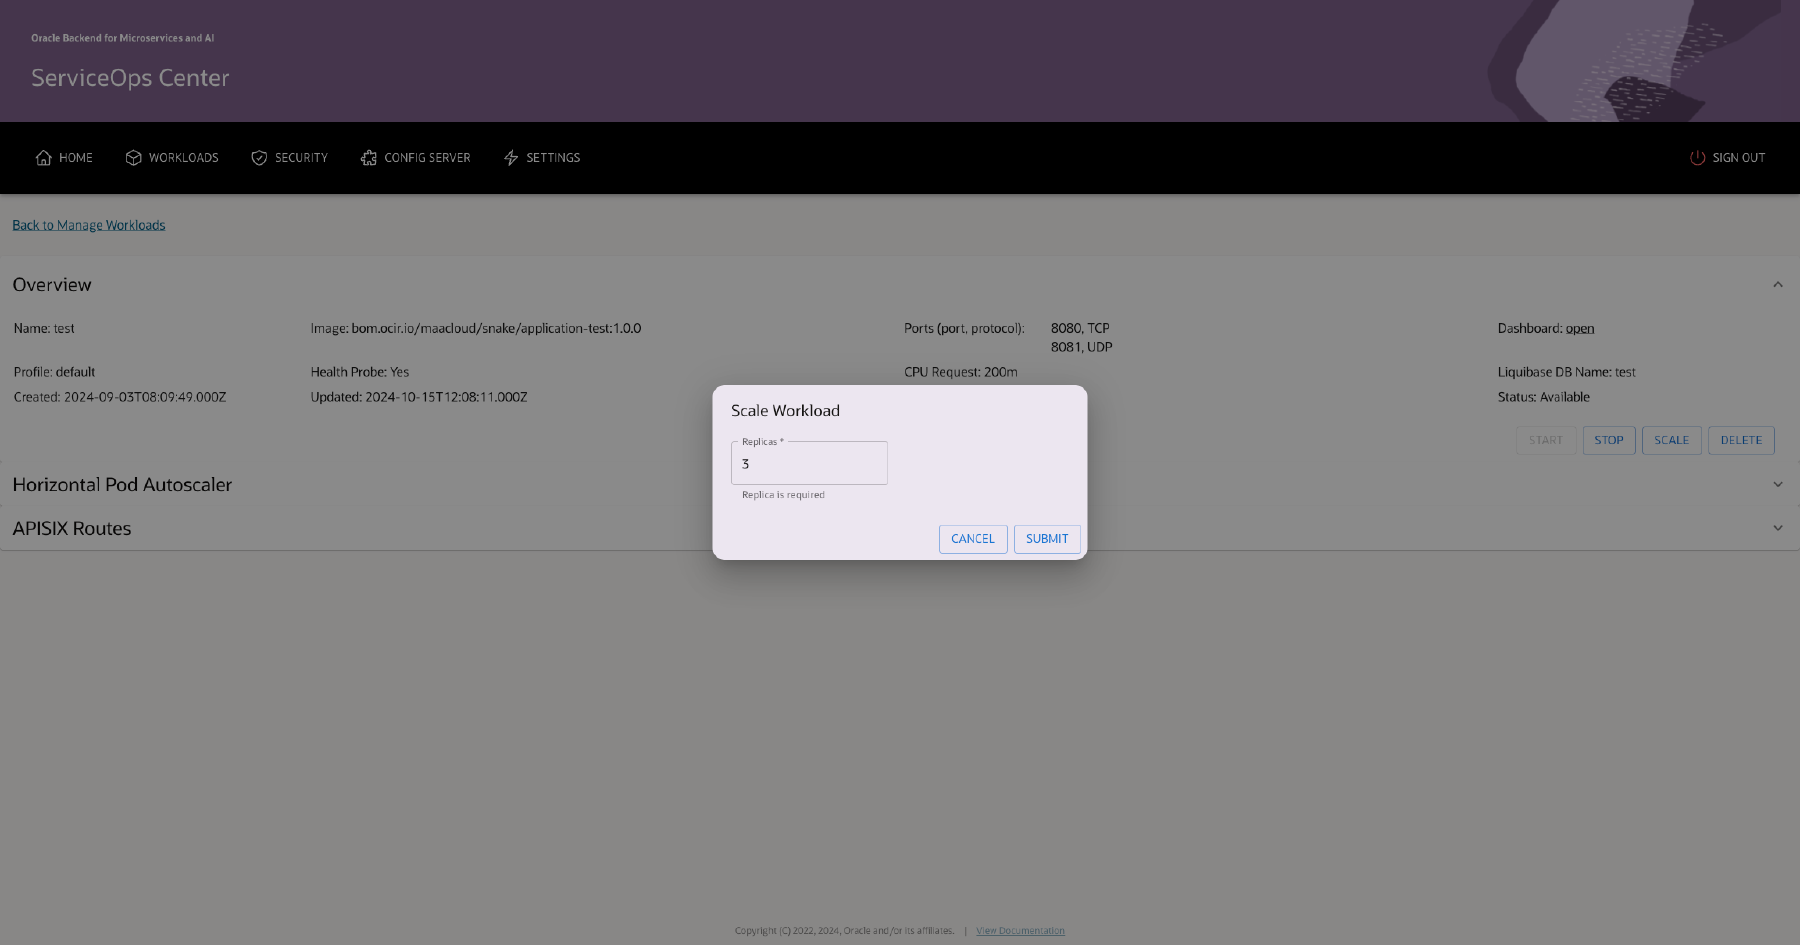 Oracle Backend for Microservices and AI
ServiceOps Center
HOME WORKLOADS SECURITY CONFIG SERVER SETTINGS SIGN OUT
Back to Manage Workloads
Overview
Name: test Image: bom.ocir.io/maacloud/snake/application-test:1.0.0 Ports (port, protocol): 8080, TCP Dashboard: open
8081, UDP
Profile: default Health Probe: Yes CPU Request: 200m Liquibase DB Name: test
Created: 2024-09-03T08:09:49.000Z Updated: 2024-10-15T12:08:11.000Z Status: Available
START STOP SCALE DELETE
Horizontal Pod Autoscaler
APISIX Routes
Scale Workload
Replicas *
3
Replica is required
CANCEL SUBMIT
Copyright (C) 2022, 2024, Oracle and/or its affiliates. | View Documentation